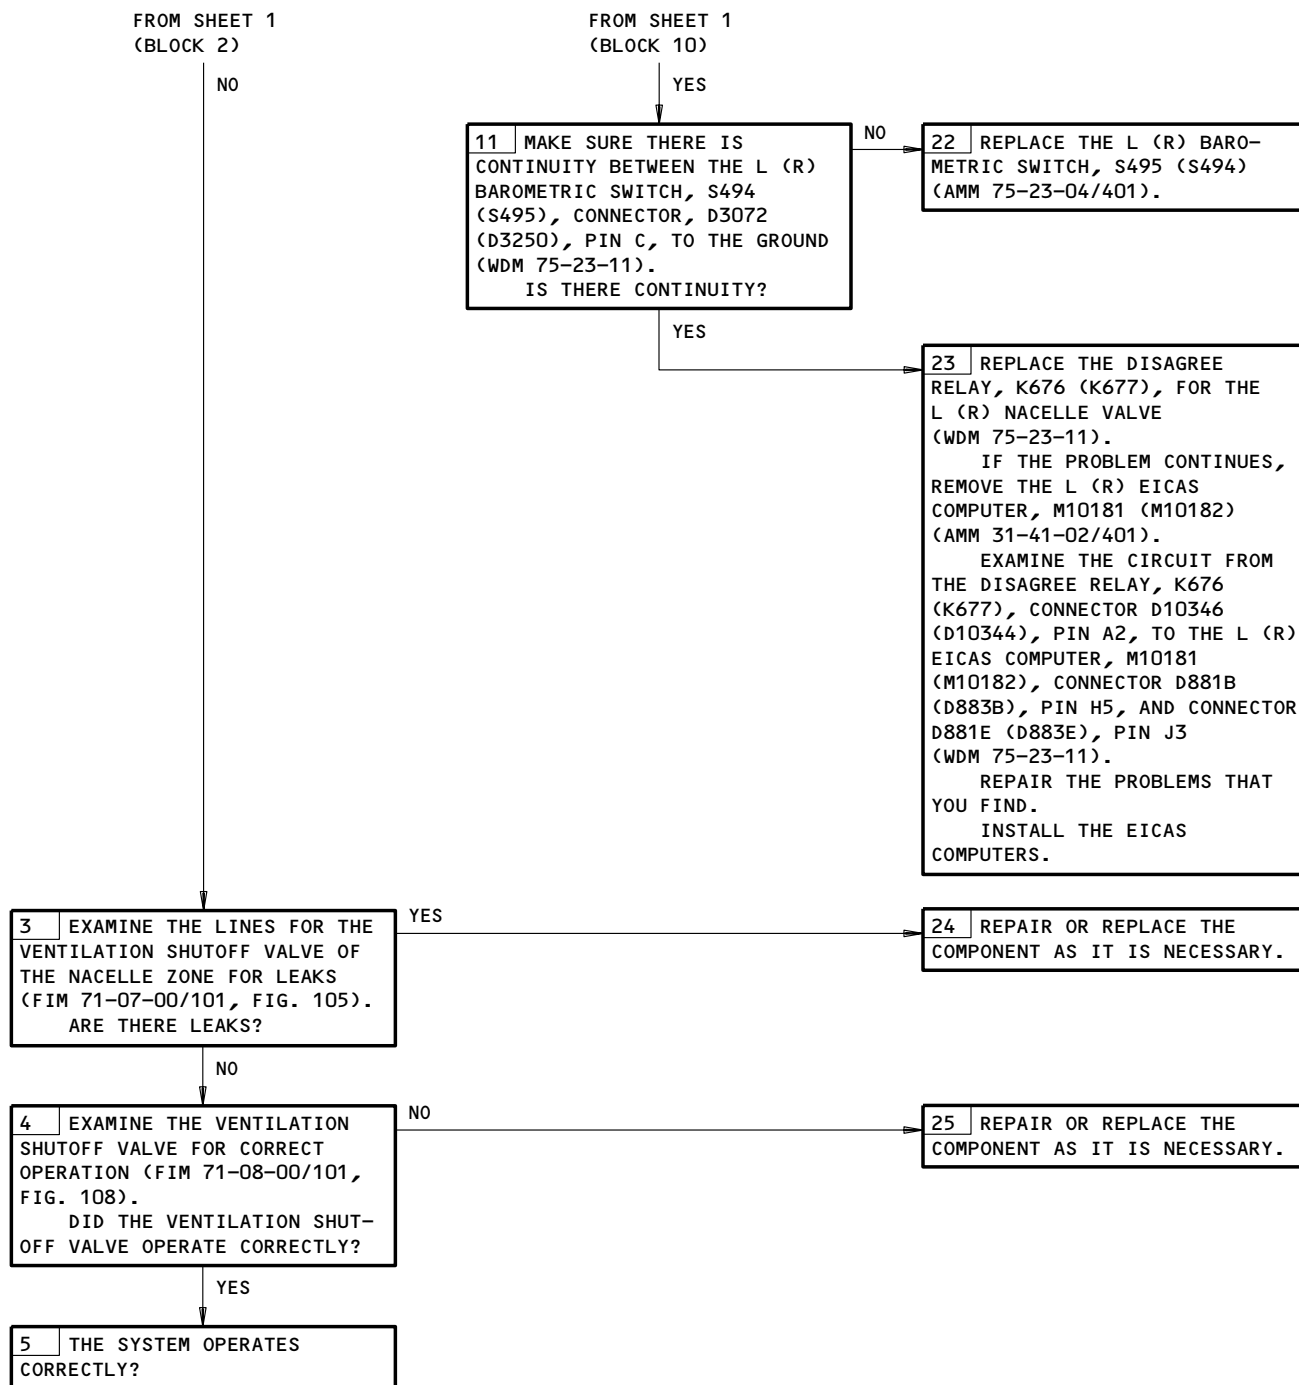 FROM SHEET 1
(BLOCK 2)
NO
FROM SHEET 1
(BLOCK 10)
YES
11 MAKE SURE THERE IS
CONTINUITY BETWEEN THE L (R)
BAROMETRIC SWITCH, S494
(S495), CONNECTOR, D3072
(D3250), PIN C, TO THE GROUND
(WDM 75-23-11).
IS THERE CONTINUITY?
NO
22 REPLACE THE L (R) BARO-
METRIC SWITCH, S495 (S494)
(AMM 75-23-04/401).
YES
23 REPLACE THE DISAGREE
RELAY, K676 (K677), FOR THE
L (R) NACELLE VALVE
(WDM 75-23-11).
IF THE PROBLEM CONTINUES,
REMOVE THE L (R) EICAS
COMPUTER, M10181 (M10182)
(AMM 31-41-02/401).
EXAMINE THE CIRCUIT FROM
THE DISAGREE RELAY, K676
(K677), CONNECTOR D10346
(D10344), PIN A2, TO THE L (R)
EICAS COMPUTER, M10181
(M10182), CONNECTOR D881B
(D883B), PIN H5, AND CONNECTOR
D881E (D883E), PIN J3
(WDM 75-23-11).
REPAIR THE PROBLEMS THAT
YOU FIND.
INSTALL THE EICAS
COMPUTERS.
3 EXAMINE THE LINES FOR THE
VENTILATION SHUTOFF VALVE OF
THE NACELLE ZONE FOR LEAKS
(FIM 71-07-00/101, FIG. 105).
ARE THERE LEAKS?
YES
24 REPAIR OR REPLACE THE
COMPONENT AS IT IS NECESSARY.
NO
4 EXAMINE THE VENTILATION
SHUTOFF VALVE FOR CORRECT
OPERATION (FIM 71-08-00/101,
FIG. 108).
DID THE VENTILATION SHUT-
OFF VALVE OPERATE CORRECTLY?
NO
25 REPAIR OR REPLACE THE
COMPONENT AS IT IS NECESSARY.
YES
5 THE SYSTEM OPERATES
CORRECTLY?